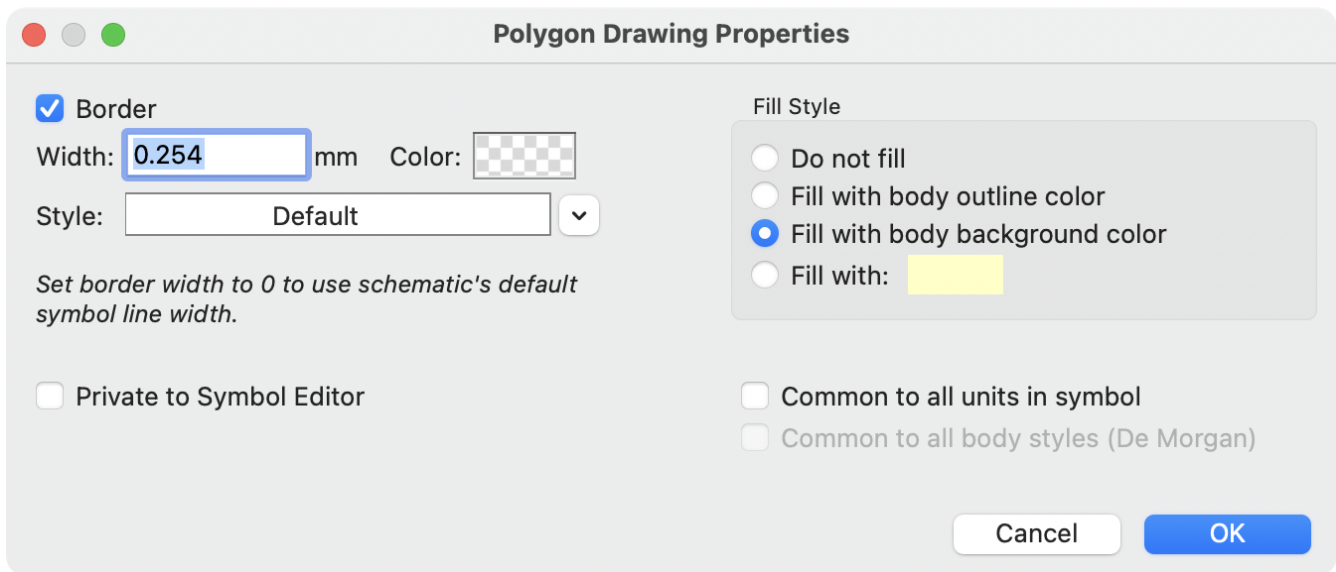 Polygon Drawing Properties
Border
Width: 0.254 mm Color:
Style: Default
Set border width to 0 to use schematic's default
symbol line width.
Private to Symbol Editor
Fill Style
Do not fill
Fill with body outline color
Fill with body background color
Fill with:
Common to all units in symbol
Common to all body styles (De Morgan)
Cancel OK